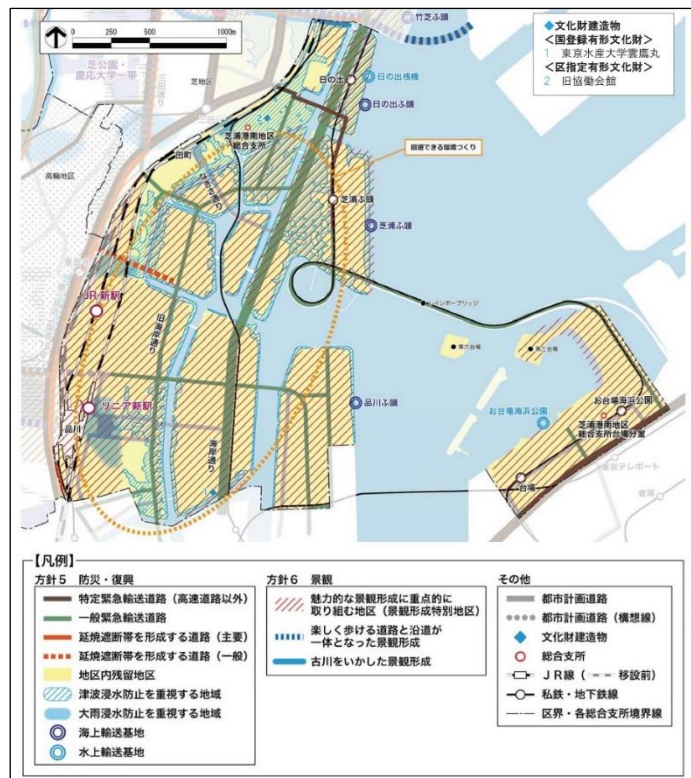 0 250 500 1000m
竹芝ふ頭
◆文化財建造物
<国登録有形文化財>
1 東京水産大学雲鷹丸
<区指定有形文化財>
2 旧協働会館
芝公園・
慶応大学一帯
三田通り
芝地区
日の出
日の出桟橋
日の出ふ頭
2
芝浦港南地区
総合支所
三田
田町
回遊できる環境づくり
高輪地区
なぎさ通り
芝浦ふ頭
芝浦ふ頭
JR新駅
レインボーブリッジ
旧海岸通り
第六台場
第三台場
リニア新駅
品川ふ頭
お台場海浜公園
お台場海浜公園
芝浦港南地区
総合支所台場分室
品川
海岸通り
東京テレポート
台場
青海
1
【凡例】
方針5 防災・復興
特定緊急輸送道路（高速道路以外）
一般緊急輸送道路
延焼遮断帯を形成する道路（主要）
延焼遮断帯を形成する道路（一般）
地区内残留地区
津波浸水防止を重視する地域
大雨浸水防止を重視する地域
海上輸送基地
水上輸送基地
方針6 景観
魅力的な景観形成に重点的に
取り組む地区（景観形成特別地区）
楽しく歩ける道路と沿道が
一体となった景観形成
古川をいかした景観形成
その他
都市計画道路
都市計画道路（構想線）
文化財建造物
総合支所
JR線（ 移設前）
私鉄・地下鉄線
区界・各総合支所境界線